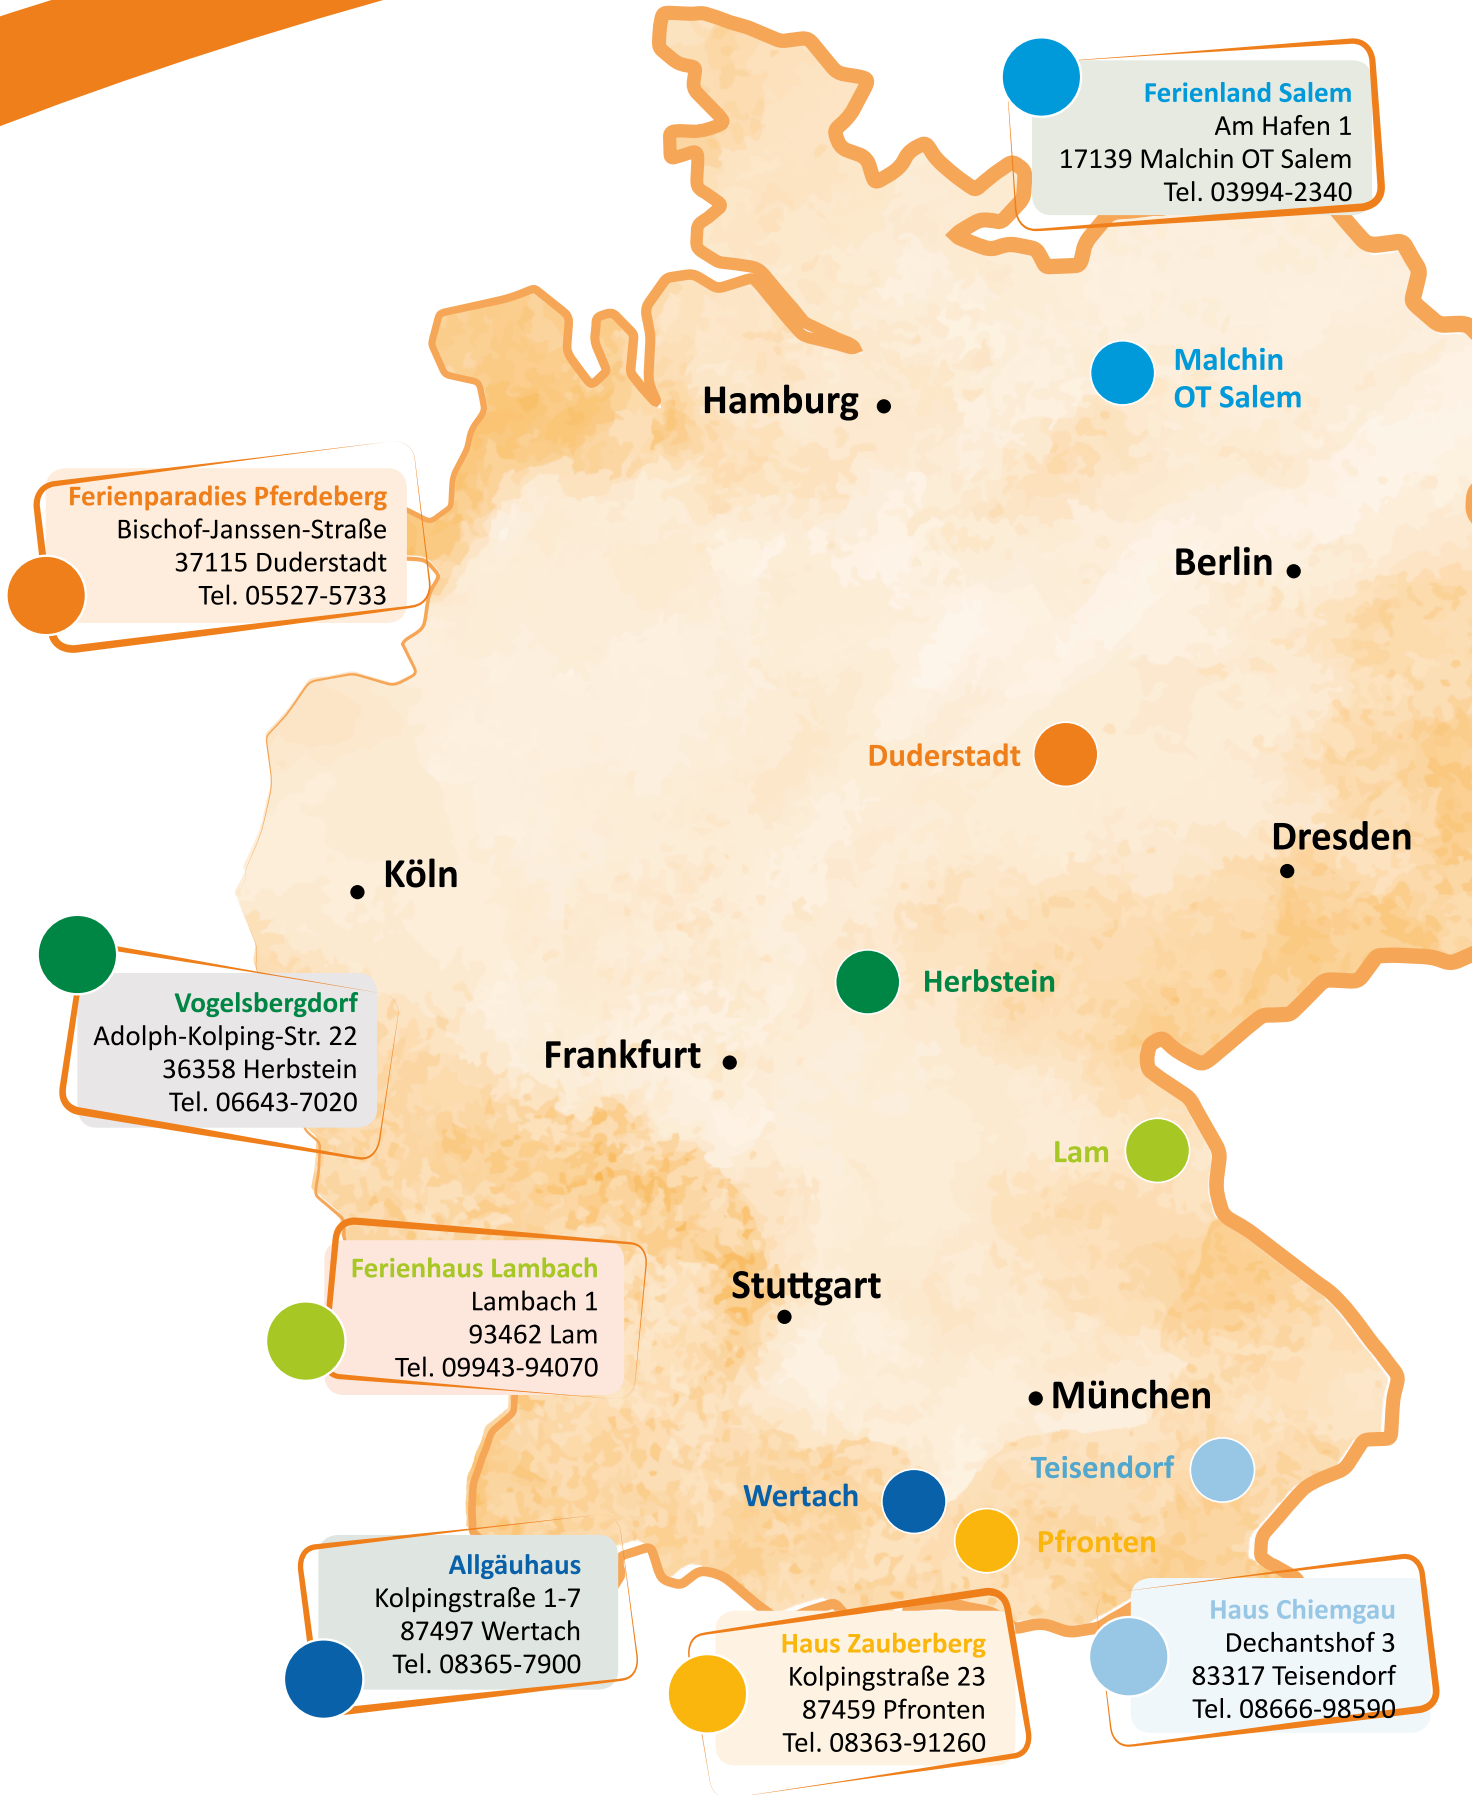 Ferienland Salem
Am Hafen 1
17139 Malchin OT Salem
Tel. 03994-2340
Malchin
OT Salem
Hamburg
Ferienparadies Pferdeberg
Bischof-Janssen-Straße
37115 Duderstadt
Tel. 05527-5733
Berlin
Duderstadt
Dresden
Köln
Vogelsbergdorf
Adolph-Kolping-Str. 22
36358 Herbstein
Tel. 06643-7020
Herbstein
Frankfurt
Lam
Ferienhaus Lambach
Lambach 1
93462 Lam
Tel. 09943-94070
Stuttgart
München
Teisendorf
Wertach
Pfronten
Allgäuhaus
Kolpingstraße 1-7
87497 Wertach
Tel. 08365-7900
Haus Zauberberg
Kolpingstraße 23
87459 Pfronten
Tel. 08363-91260
Haus Chiemgau
Dechantshof 3
83317 Teisendorf
Tel. 08666-98590